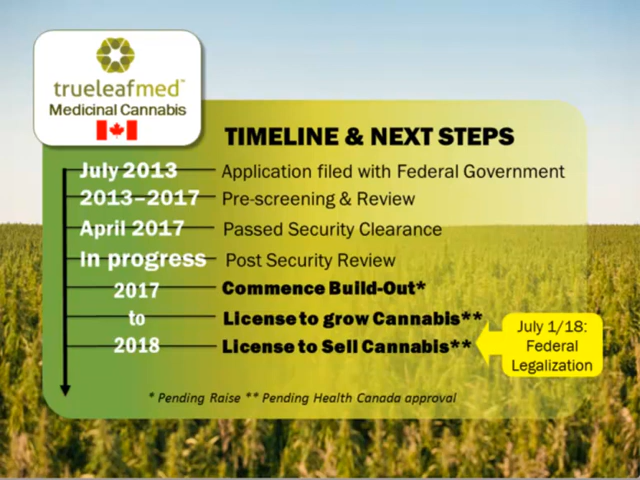 trueleafmed™
Medicinal Cannabis
TIMELINE & NEXT STEPS
July 2013 Application filed with Federal Government
2013–2017 Pre-screening & Review
April 2017 Passed Security Clearance
In progress Post Security Review
2017 Commence Build-Out*
to License to grow Cannabis**
2018 License to Sell Cannabis**
July 1/18:
Federal
Legalization
* Pending Raise ** Pending Health Canada approval